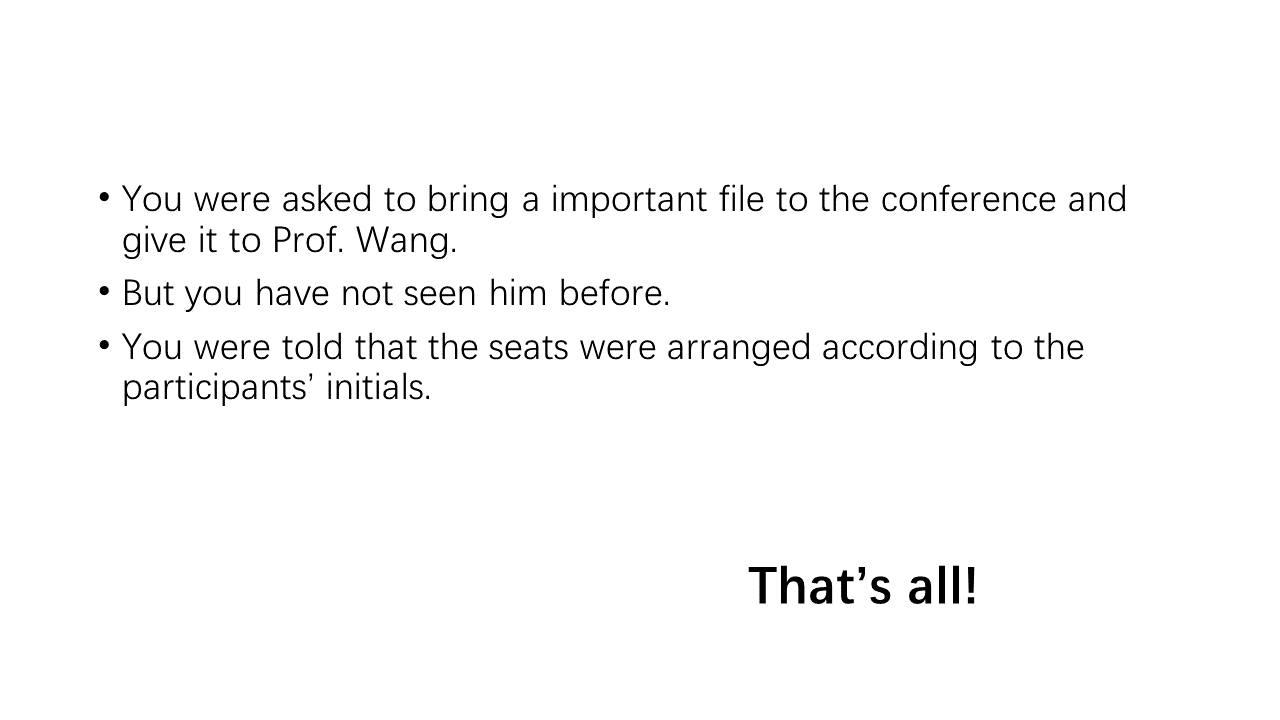 • You were asked to bring a important file to the conference and
give it to Prof. Wang.
• But you have not seen him before.
• You were told that the seats were arranged according to the
participants’ initials.
That’s all!